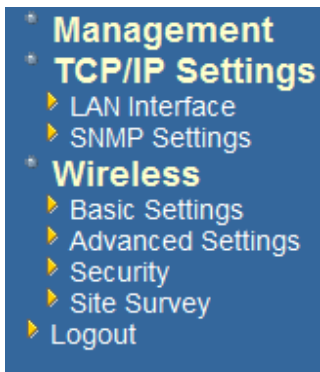 Management
TCP/IP Settings
LAN Interface
SNMP Settings
Wireless
Basic Settings
Advanced Settings
Security
Site Survey
Logout